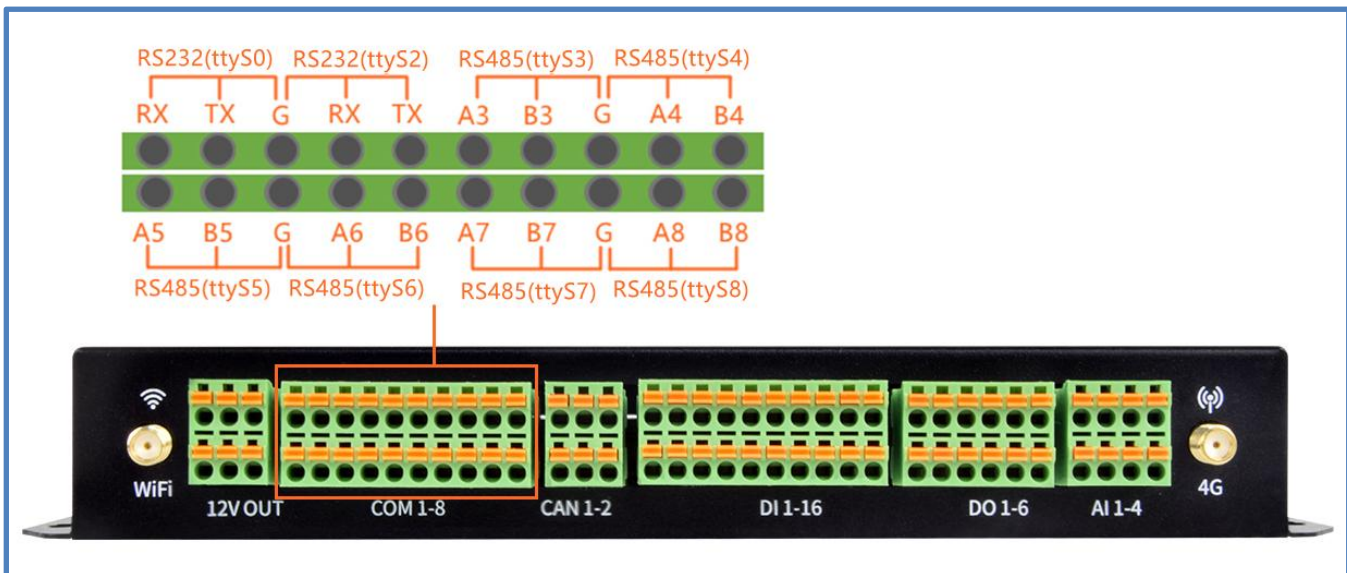 RS232(ttyS0) RS232(ttyS2) RS485(ttyS3) RS485(ttyS4)
RX TX G RX TX A3 B3 G A4 B4
A5 B5 G A6 B6 A7 B7 G A8 B8
RS485(ttyS5) RS485(ttyS6) RS485(ttyS7) RS485(ttyS8)
WiFi 12V OUT COM 1-8 CAN 1-2 DI 1-16 DO 1-6 AI 1-4 4G